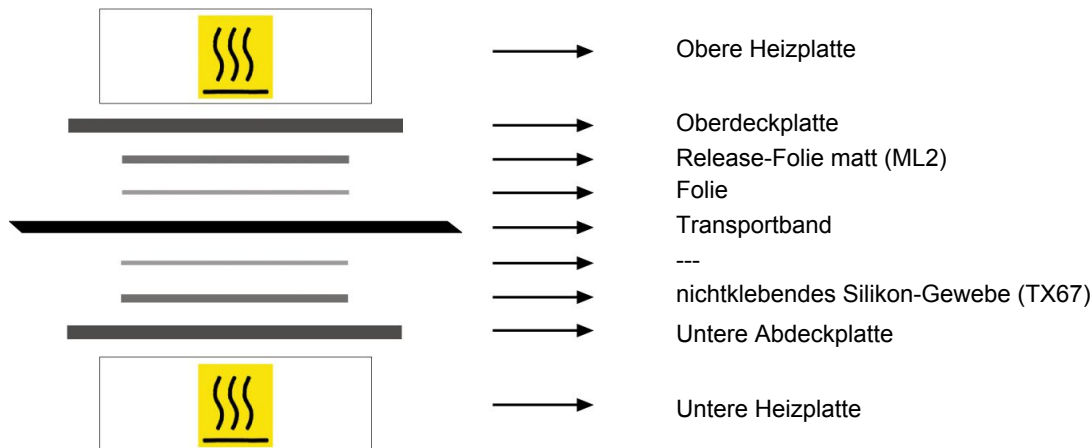 Obere Heizplatte
Oberdeckplatte
Release-Folie matt (ML2)
Folie
Transportband
---
nichtklebendes Silikon-Gewebe (TX67)
Untere Abdeckplatte
Untere Heizplatte